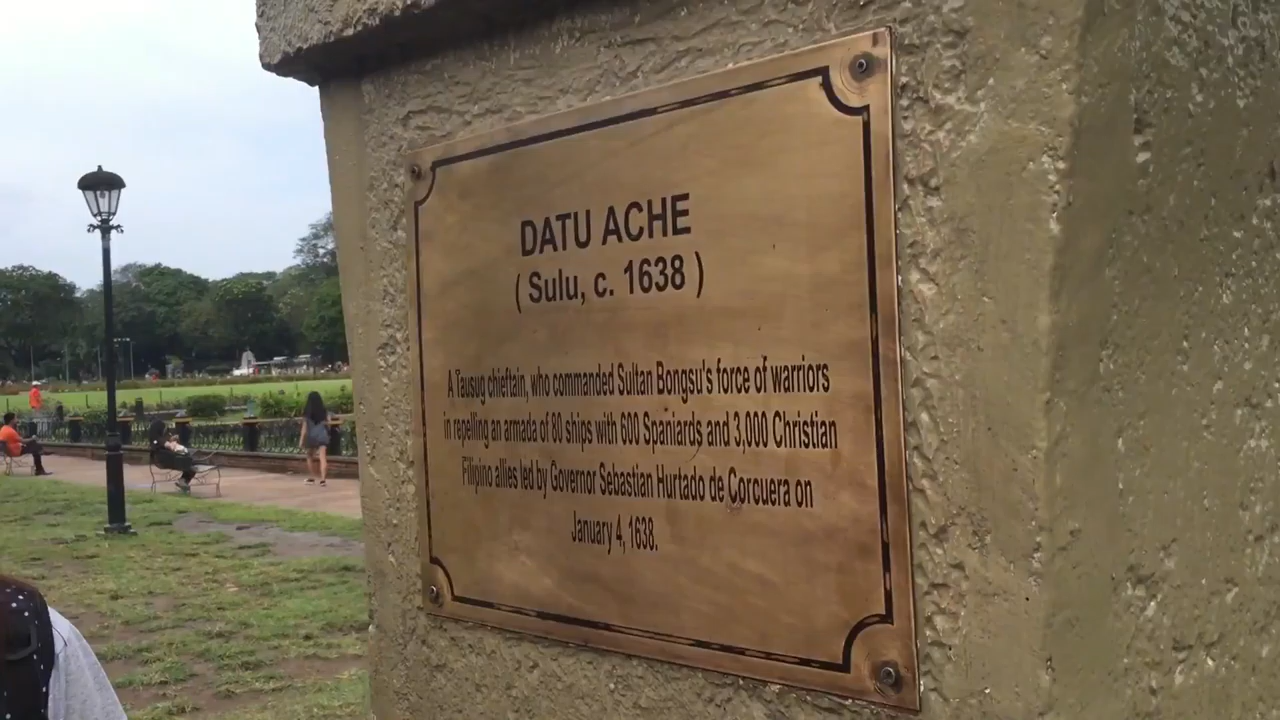 DATU ACHE
( Sulu, c. 1638 )
A Tausug chieftain, who commanded Sultan Bongsu's force of warriors
in repelling an armada of 80 ships with 600 Spaniards and 3,000 Christian
Filipino allies led by Governor Sebastian Hurtado de Corcuera on
January 4, 1638.